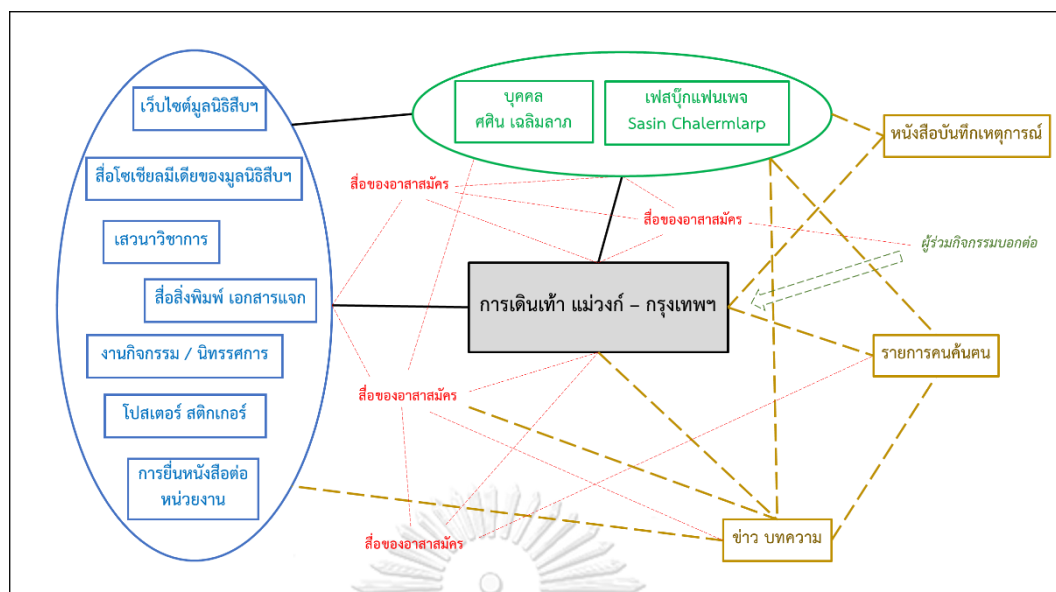 บุคคล
ศศิน เฉลิมลาภ
เฟสบุ๊กแฟนเพจ
Sasin Chalermlarp
เว็บไซต์มูลนิธิสืบฯ
หนังสือบันทึกเหตุการณ์
สื่อโซเชียลมีเดียของมูลนิธิสืบฯ
สื่อของอาสาสมัคร
สื่อของอาสาสมัคร
เสวนาวิชาการ
ผู้ร่วมกิจกรรมบอกต่อ
สื่อสิ่งพิมพ์ เอกสารแจก
การเดินเท้า แม่วงก์ – กรุงเทพฯ
งานกิจกรรม / นิทรรศการ
รายการคนค้นฅน
สื่อของอาสาสมัคร
โปสเตอร์ สติกเกอร์
การยื่นหนังสือต่อ
หน่วยงาน
สื่อของอาสาสมัคร
ข่าว บทความ